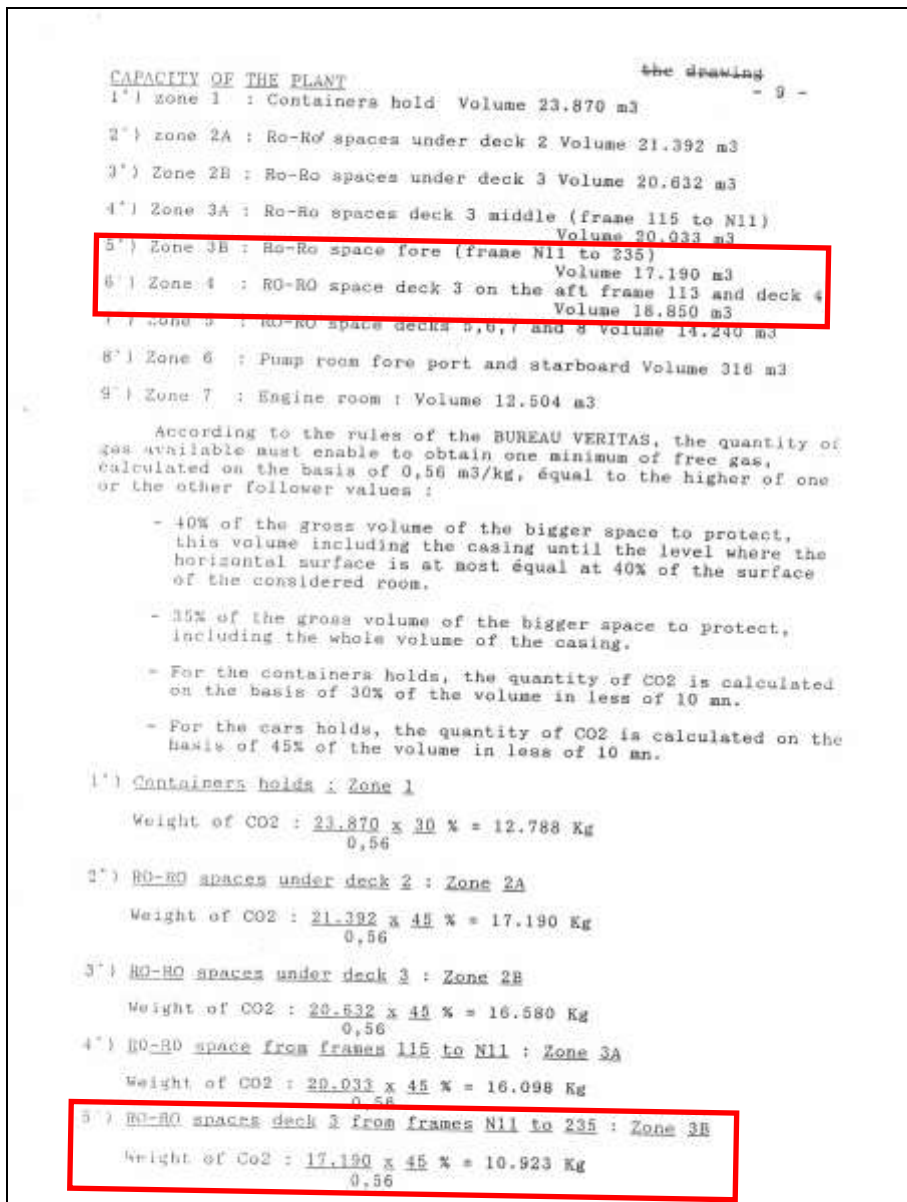 the drawing
CAPACITY OF THE PLANT
- 9 -
1°) zone 1 : Containers hold Volume 23.870 m3
2°) zone 2A : Ro-Ro spaces under deck 2 Volume 21.392 m3
3°) Zone 2B : Ro-Ro spaces under deck 3 Volume 20.632 m3
4°) Zone 3A : Ro-Ro spaces deck 3 middle (frame 115 to N11)
Volume 20.033 m3
5°) Zone 3B : Ro-Ro space fore (frame N11 to 235)
Volume 17.190 m3
6°) Zone 4 : RO-RO space deck 3 on the aft frame 113 and deck 4
Volume 18.850 m3
7°) Zone 5 : RO-RO space decks 5,6,7 and 8 Volume 14.240 m3
8°) Zone 6 : Pump room fore port and starboard Volume 316 m3
9°) Zone 7 : Engine room : Volume 12.504 m3
According to the rules of the BUREAU VERITAS, the quantity of
gas available must enable to obtain one minimum of free gas,
calculated on the basis of 0,56 m3/kg, équal to the higher of one
or the other follower values :
- 40% of the gross volume of the bigger space to protect,
this volume including the casing until the level where the
horizontal surface is at most équal at 40% of the surface
of the considered room.
- 35% of the gross volume of the bigger space to protect,
including the whole volume of the casing.
- For the containers holds, the quantity of CO2 is calculated
on the basis of 30% of the volume in less of 10 mn.
- For the cars holds, the quantity of CO2 is calculated on the
basis of 45% of the volume in less of 10 mn.
1°) Containers holds : Zone 1
Weight of CO2 : 23.870 x 30 % = 12.788 Kg
0,56
2°) RO-RO spaces under deck 2 : Zone 2A
Weight of CO2 : 21.392 x 45 % = 17.190 Kg
0,56
3°) RO-RO spaces under deck 3 : Zone 2B
Weight of CO2 : 20.632 x 45 % = 16.580 Kg
0,56
4°) RO-RO space from frames 115 to N11 : Zone 3A
Weight of CO2 : 20.033 x 45 % = 16.098 Kg
0,56
5°) RO-RO spaces deck 3 from frames N11 to 235 : Zone 3B
Weight of Co2 : 17.190 x 45 % = 10.923 Kg
0,56